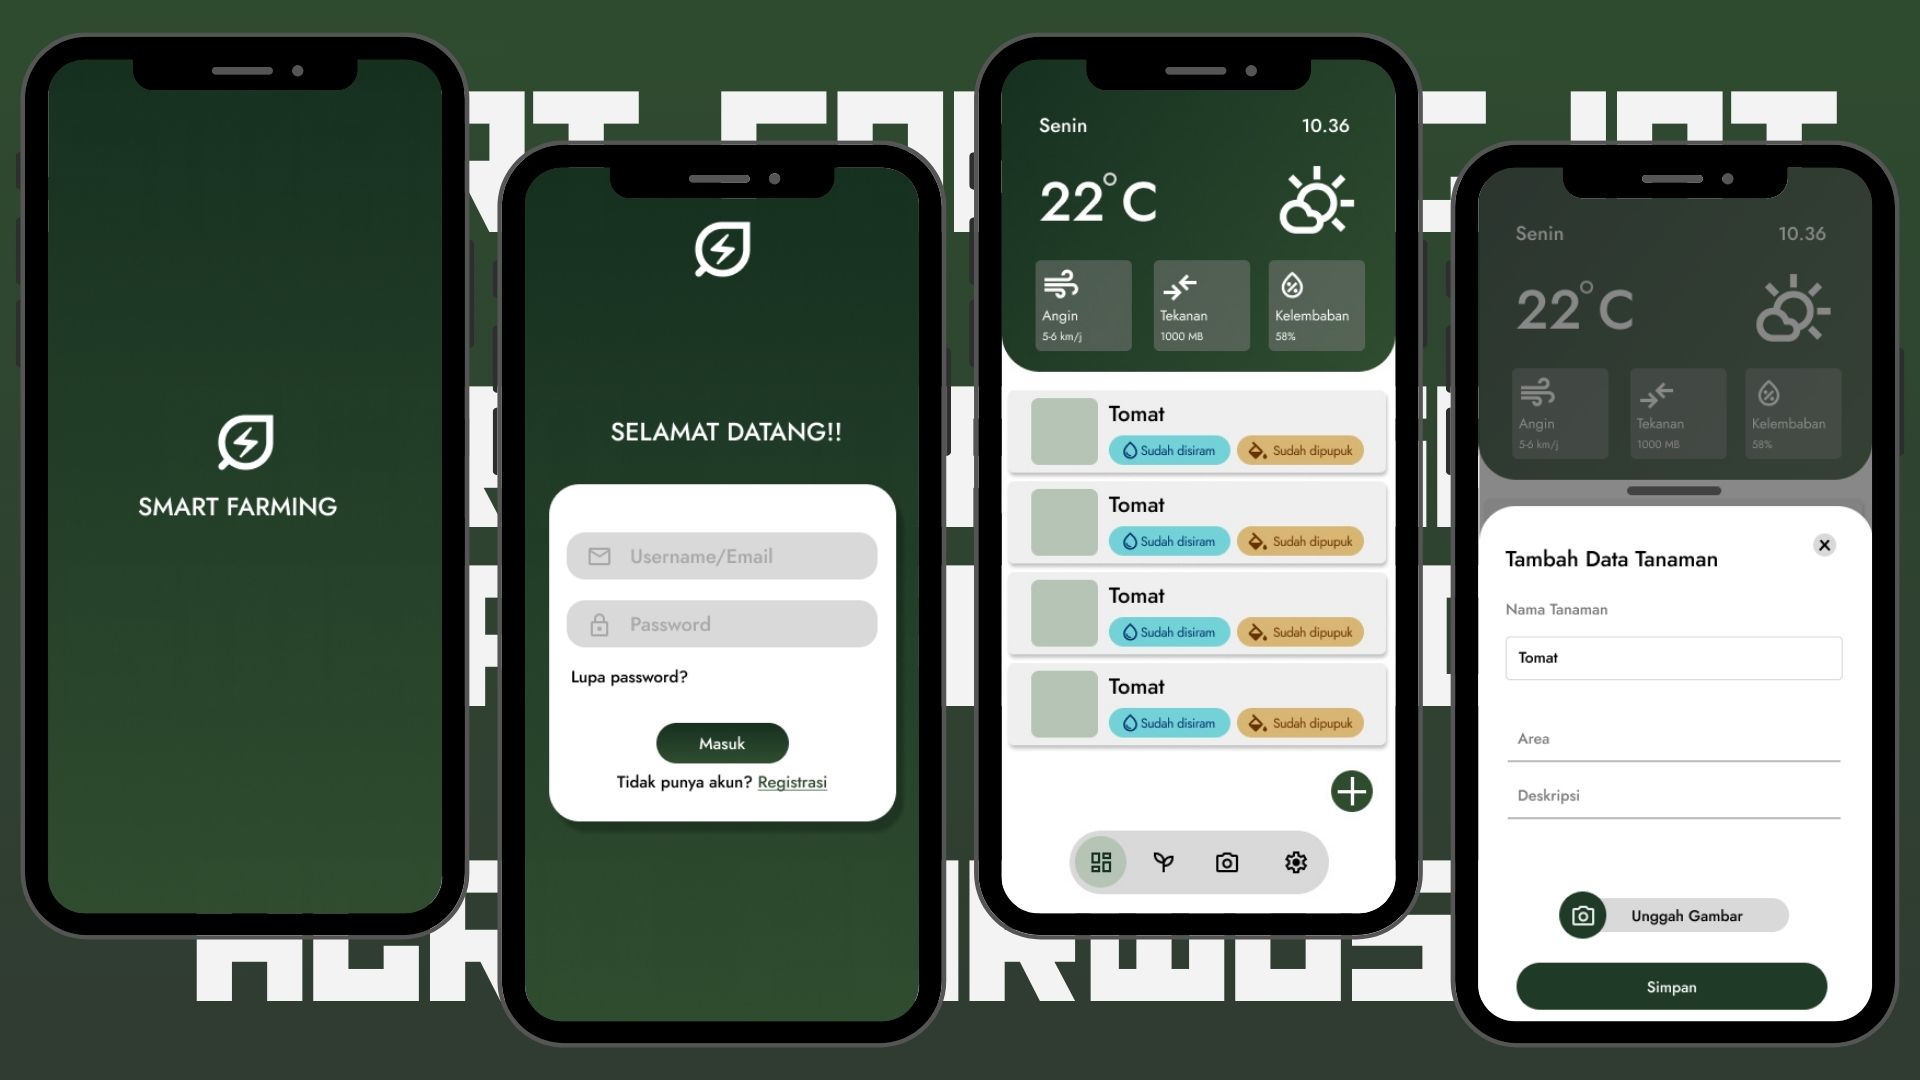 SMART FARMING
SELAMAT DATANG!!
Username/Email
Password
Lupa password?
Masuk
Tidak punya akun? Registrasi
Senin 10.36
22°C
Angin Tekanan Kelembaban
5-6 km/j 1000 MB 58%
Tomat
Sudah disiram Sudah dipupuk
Tomat
Sudah disiram Sudah dipupuk
Tomat
Sudah disiram Sudah dipupuk
Tomat
Sudah disiram Sudah dipupuk
Senin 10.36
22°C
Angin Tekanan Kelembaban
5-6 km/j 1000 MB 58%
Tambah Data Tanaman
Nama Tanaman
Tomat
Area
Deskripsi
Unggah Gambar
Simpan